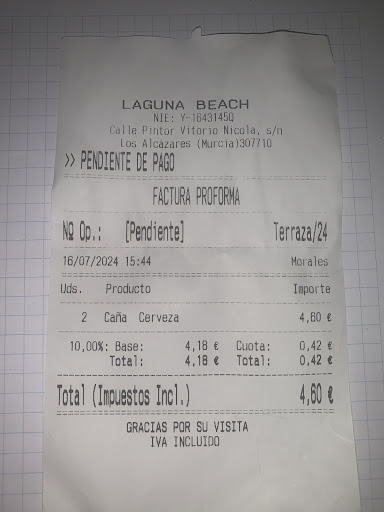 LAGUNA BEACH
NIE: Y-1643145Q
Calle Pintor Vitorio Nicola, s/n
Los Alcazares (Murcia)307710
>> PENDIENTE DE PAGO
FACTURA PROFORMA
Nº Op.: [Pendiente] Terraza/24
16/07/2024 15:44 Morales
Uds. Producto Importe
2 Caña Cerveza 4,60 €
10,00%: Base: 4,18 € Cuota: 0,42 €
Total: 4,18 € Total: 0,42 €
Total (Impuestos Incl.) 4,60 €
GRACIAS POR SU VISITA
IVA INCLUIDO